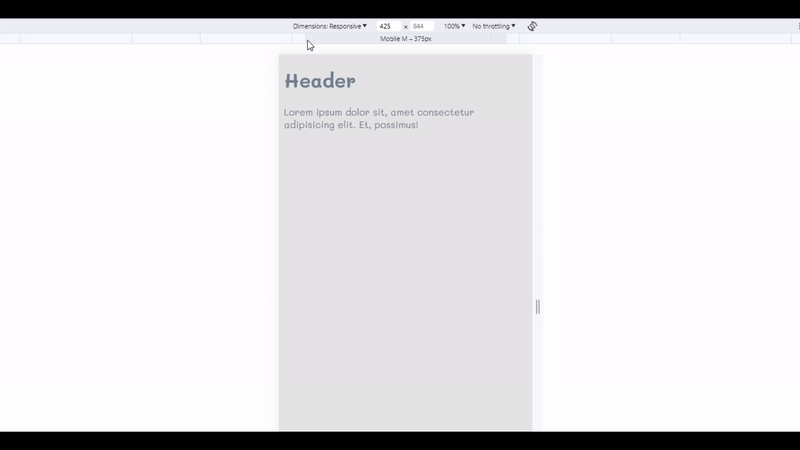 Dimensions: Responsive 425 × 844 100% No throttling
Mobile M – 375px
Header
Lorem ipsum dolor sit, amet consectetur
adipisicing elit. Et, possimus!